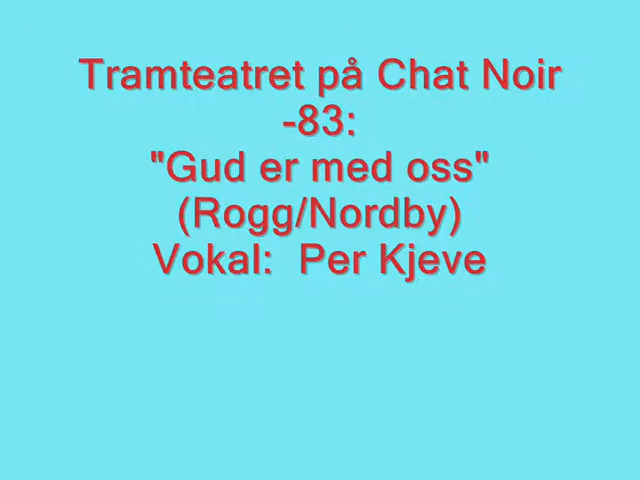 Tramteatret på Chat Noir
-83:
"Gud er med oss"
(Rogg/Nordby)
Vokal:  Per Kjeve